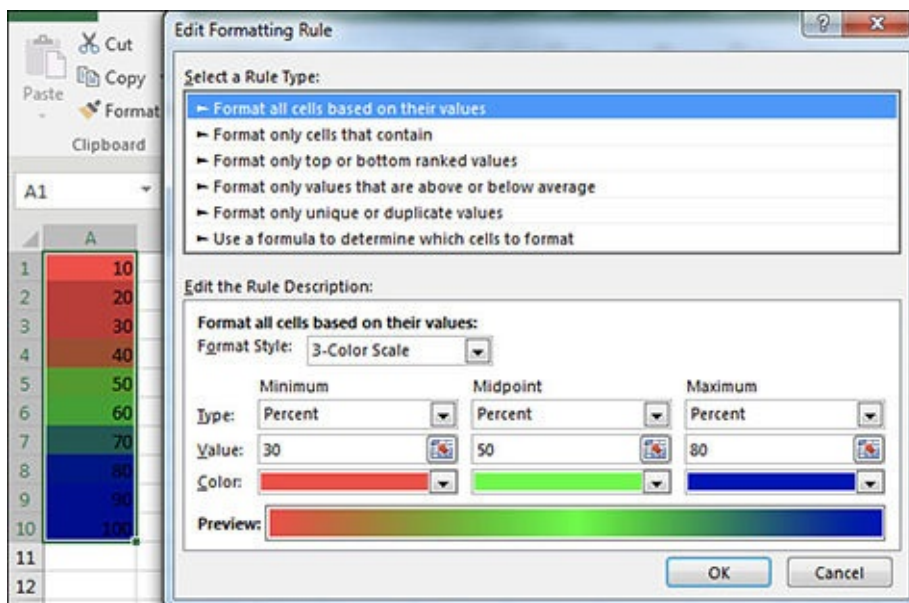 Cut
Copy
Paste
Format
Clipboard
A1
A
1 10
2 20
3 30
4 40
5 50
6 60
7 70
8 80
9 90
10 100
11
12
Edit Formatting Rule
Select a Rule Type:
► Format all cells based on their values
► Format only cells that contain
► Format only top or bottom ranked values
► Format only values that are above or below average
► Format only unique or duplicate values
► Use a formula to determine which cells to format
Edit the Rule Description:
Format all cells based on their values:
Format Style: 3-Color Scale
Minimum Midpoint Maximum
Type: Percent Percent Percent
Value: 30 50 80
Color:
Preview:
OK Cancel